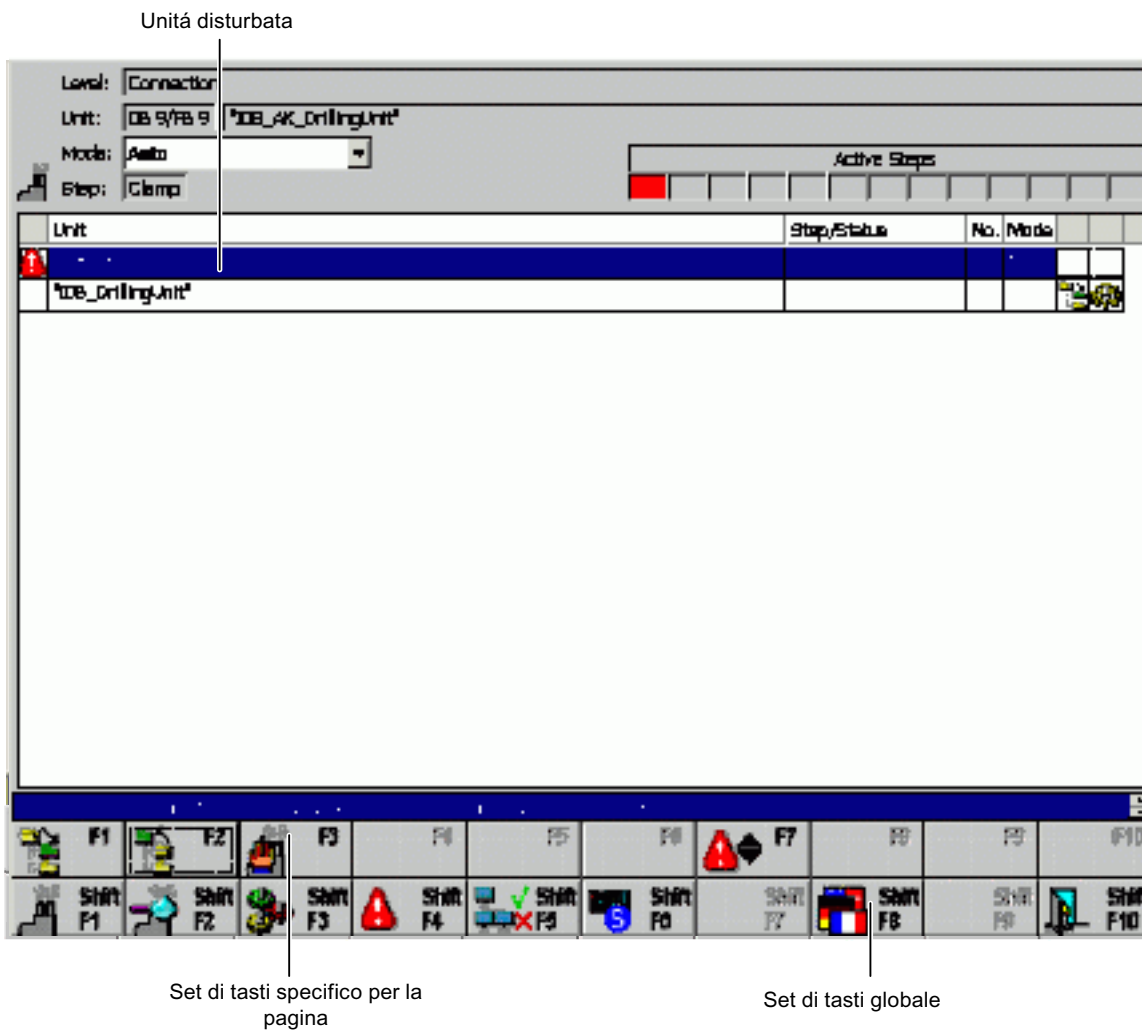 Unitá disturbata
Level: Connection
Unit: DB 9/FB 9 "IDB_AK_DrillingUnit"
Mode: Auto
Active Steps
Step: Clamp
Unit Step/Status No. Mode
"IDB_DrillingUnit"
F1 F2 F3 F4 F5 F6 F7 F8 F9 F10
Shift F1 Shift F2 Shift F3 Shift F4 Shift F5 S Shift F6 Shift F7 Shift F8 Shift F9 Shift F10
Set di tasti specifico per la
pagina
Set di tasti globale